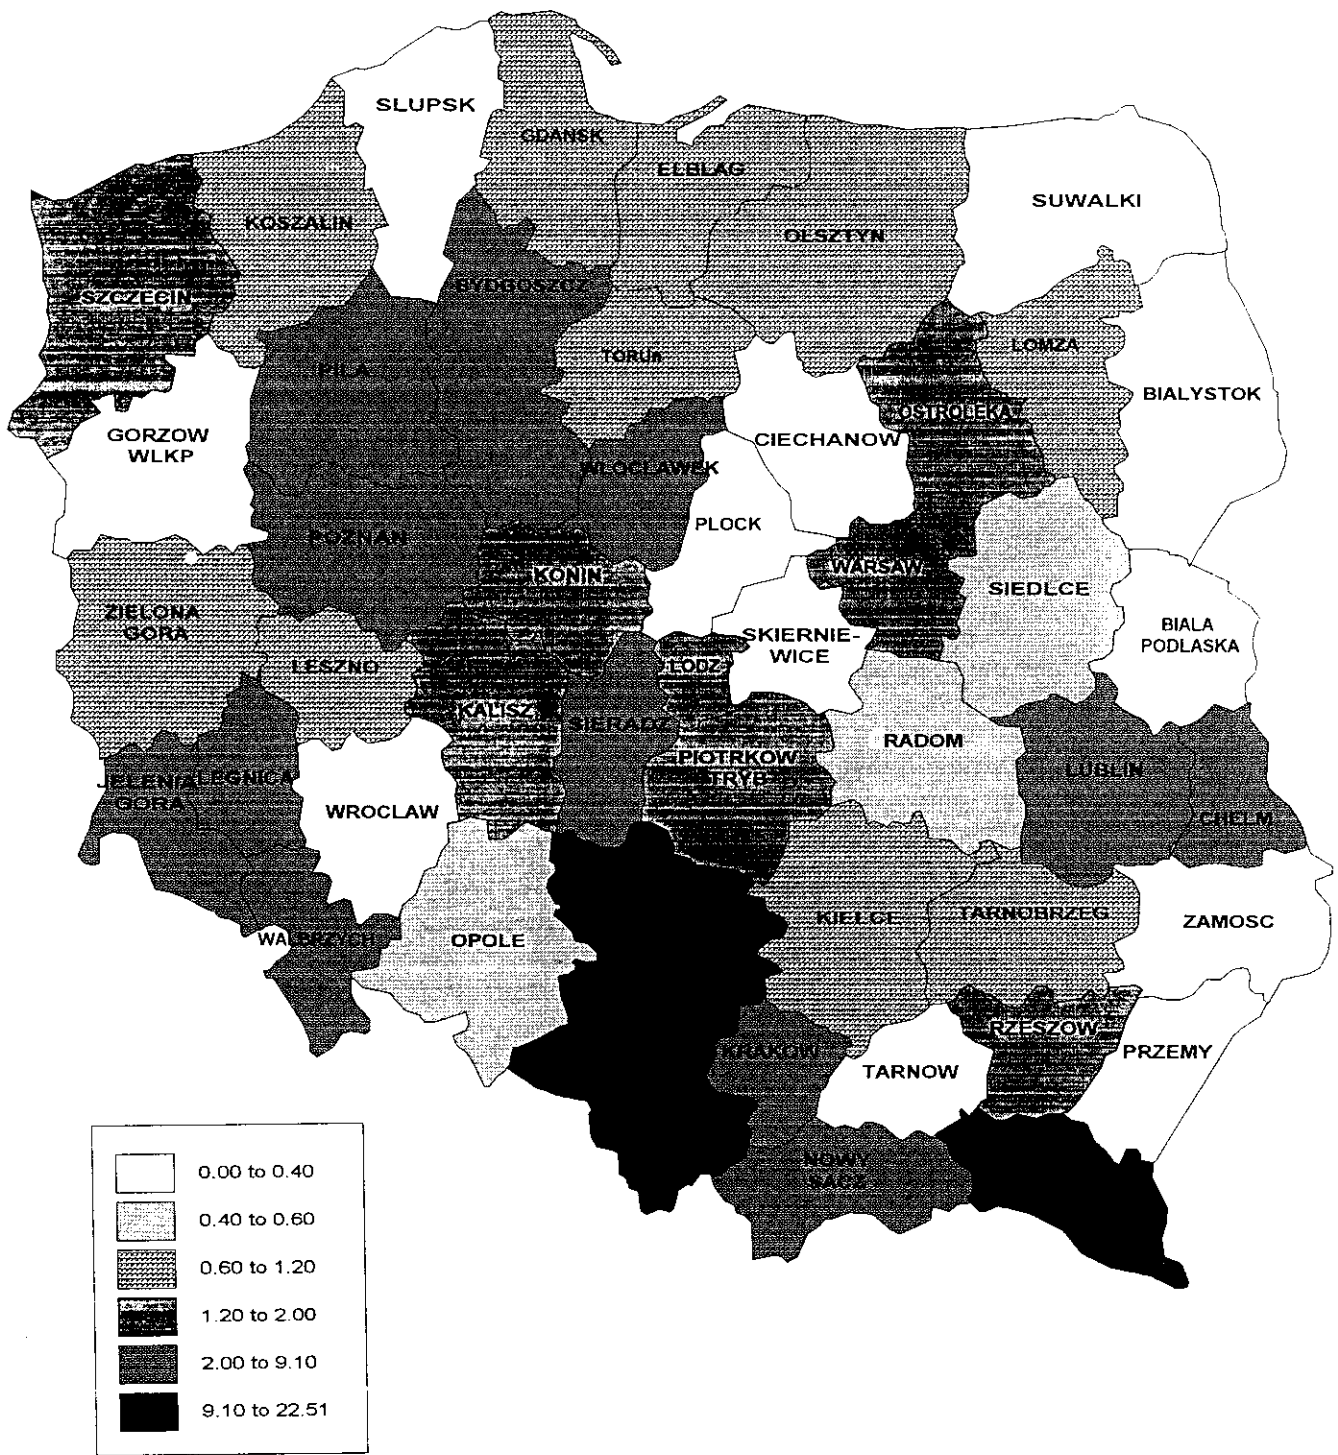 SLUPSK
GDANSK
ELBLAG
SUWALKI
KOSZALIN
OLSZTYN
SZCZECIN
BYDGOSZCZ
TORUn
LOMZA
PILA
BIALYSTOK
OSTROLEKA
GORZOW
WLKP
CIECHANOW
WLOCLAWEK
PLOCK
POZNAN
WARSAW
KONIN
SIEDLCE
ZIELONA
GORA
SKIERNIE-
WICE
BIALA
PODLASKA
LESZNO
LODZ
KALISZ
SIERADZ
RADOM
PIOTRKOW
TRYB
LUBLIN
JELENIA
GORA
LEGNICA
WROCLAW
CHELM
KIELCE
TARNOBRZEG
ZAMOSC
WALBRZYCH
OPOLE
RZESZOW
KRAKOW
TARNOW
PRZEMY
NOWY
SACZ
0.00 to 0.40
0.40 to 0.60
0.60 to 1.20
1.20 to 2.00
2.00 to 9.10
9.10 to 22.51